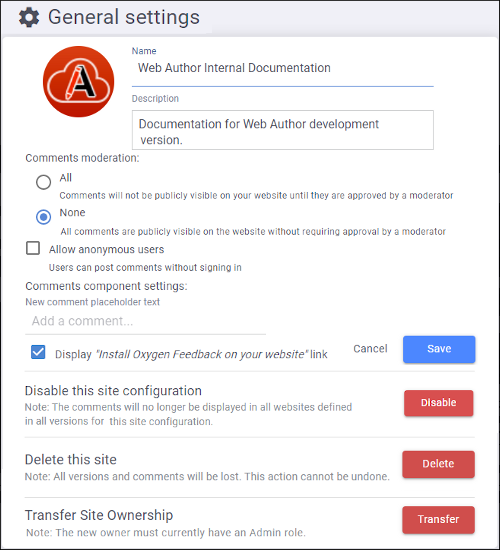 General settings
Name
Web Author Internal Documentation
Description
Documentation for Web Author development
version.
Comments moderation:
All
Comments will not be publicly visible on your website until they are approved by a moderator
None
All comments are publicly visible on the website without requiring approval by a moderator
Allow anonymous users
Users can post comments without signing in
Comments component settings:
New comment placeholder text
Add a comment...
Display "Install Oxygen Feedback on your website" link
Cancel
Save
Disable this site configuration
Note: The comments will no longer be displayed in all websites defined
in all versions for this site configuration.
Disable
Delete this site
Note: All versions and comments will be lost. This action cannot be undone.
Delete
Transfer Site Ownership
Note: The new owner must currently have an Admin role.
Transfer